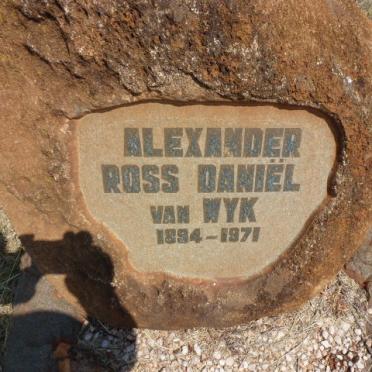 ALEXANDER
ROSS DANIËL
VAN WYK
1894-1971